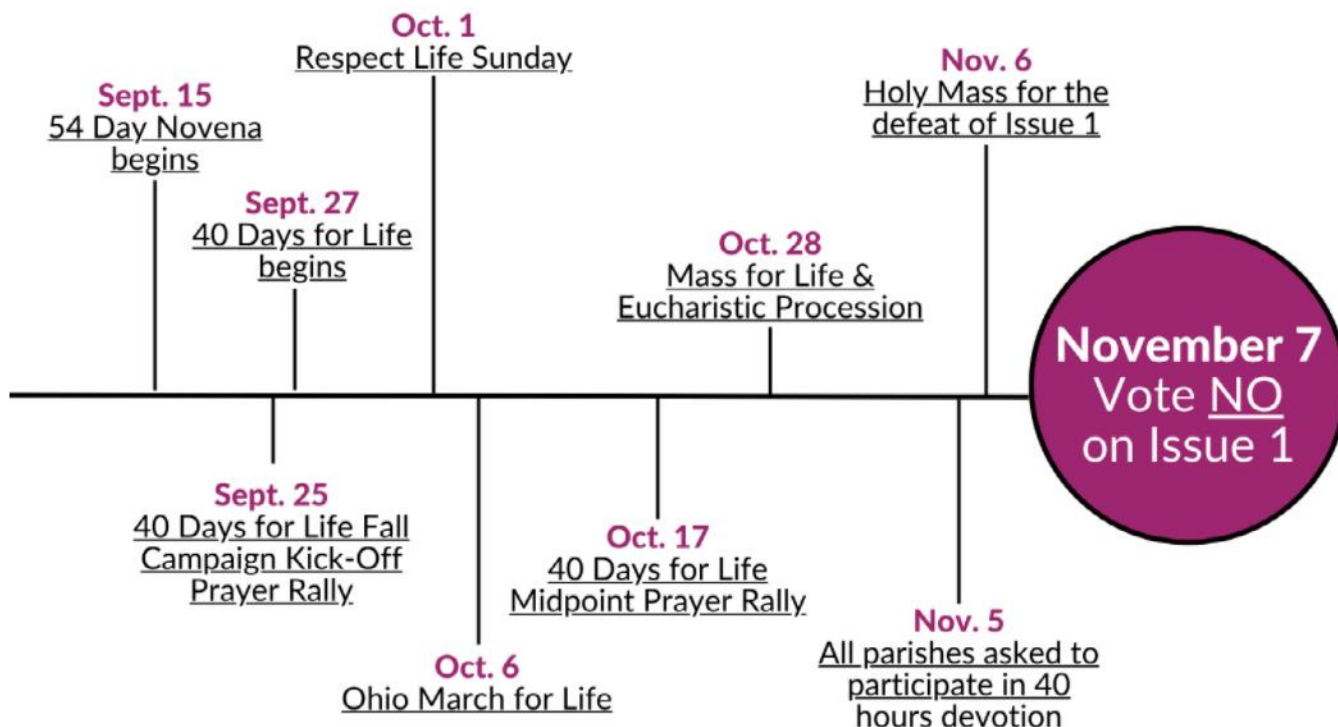 Sept. 15
54 Day Novena
begins
Sept. 25
40 Days for Life Fall
Campaign Kick-Off
Prayer Rally
Sept. 27
40 Days for Life
begins
Oct. 1
Respect Life Sunday
Oct. 6
Ohio March for Life
Oct. 17
40 Days for Life
Midpoint Prayer Rally
Oct. 28
Mass for Life &
Eucharistic Procession
Nov. 5
All parishes asked to
participate in 40
hours devotion
Nov. 6
Holy Mass for the
defeat of Issue 1
November 7
Vote NO
on Issue 1